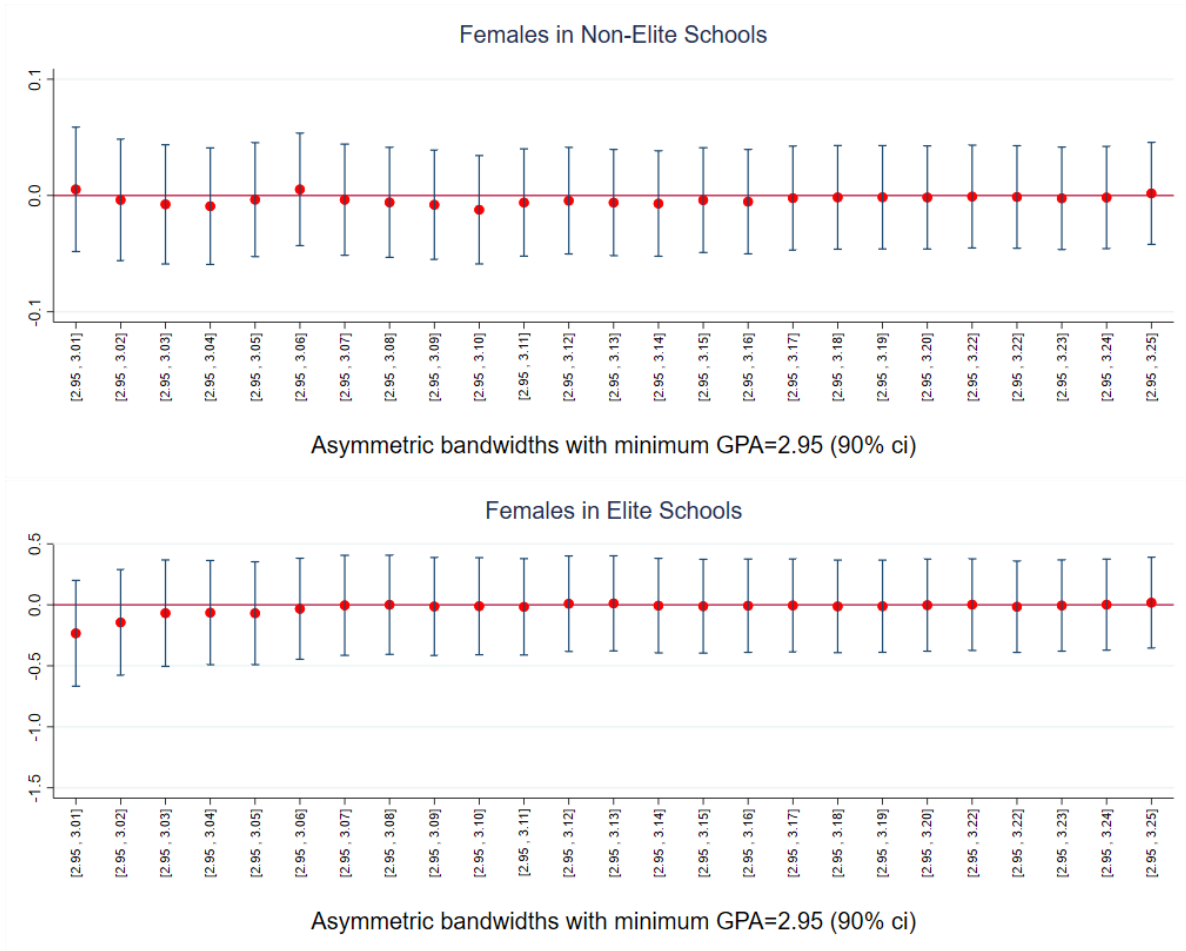 Females in Non-Elite Schools
0.1
0.0
-0.1
[2.95 , 3.01]
[2.95 , 3.02]
[2.95 , 3.03]
[2.95 , 3.04]
[2.95 , 3.05]
[2.95 , 3.06]
[2.95 , 3.07]
[2.95 , 3.08]
[2.95 , 3.09]
[2.95 , 3.10]
[2.95 , 3.11]
[2.95 , 3.12]
[2.95 , 3.13]
[2.95 , 3.14]
[2.95 , 3.15]
[2.95 , 3.16]
[2.95 , 3.17]
[2.95 , 3.18]
[2.95 , 3.19]
[2.95 , 3.20]
[2.95 , 3.22]
[2.95 , 3.22]
[2.95 , 3.23]
[2.95 , 3.24]
[2.95 , 3.25]
Asymmetric bandwidths with minimum GPA=2.95 (90% ci)
Females in Elite Schools
0.5
0.0
-0.5
-1.0
-1.5
[2.95 , 3.01]
[2.95 , 3.02]
[2.95 , 3.03]
[2.95 , 3.04]
[2.95 , 3.05]
[2.95 , 3.06]
[2.95 , 3.07]
[2.95 , 3.08]
[2.95 , 3.09]
[2.95 , 3.10]
[2.95 , 3.11]
[2.95 , 3.12]
[2.95 , 3.13]
[2.95 , 3.14]
[2.95 , 3.15]
[2.95 , 3.16]
[2.95 , 3.17]
[2.95 , 3.18]
[2.95 , 3.19]
[2.95 , 3.20]
[2.95 , 3.22]
[2.95 , 3.22]
[2.95 , 3.23]
[2.95 , 3.24]
[2.95 , 3.25]
Asymmetric bandwidths with minimum GPA=2.95 (90% ci)